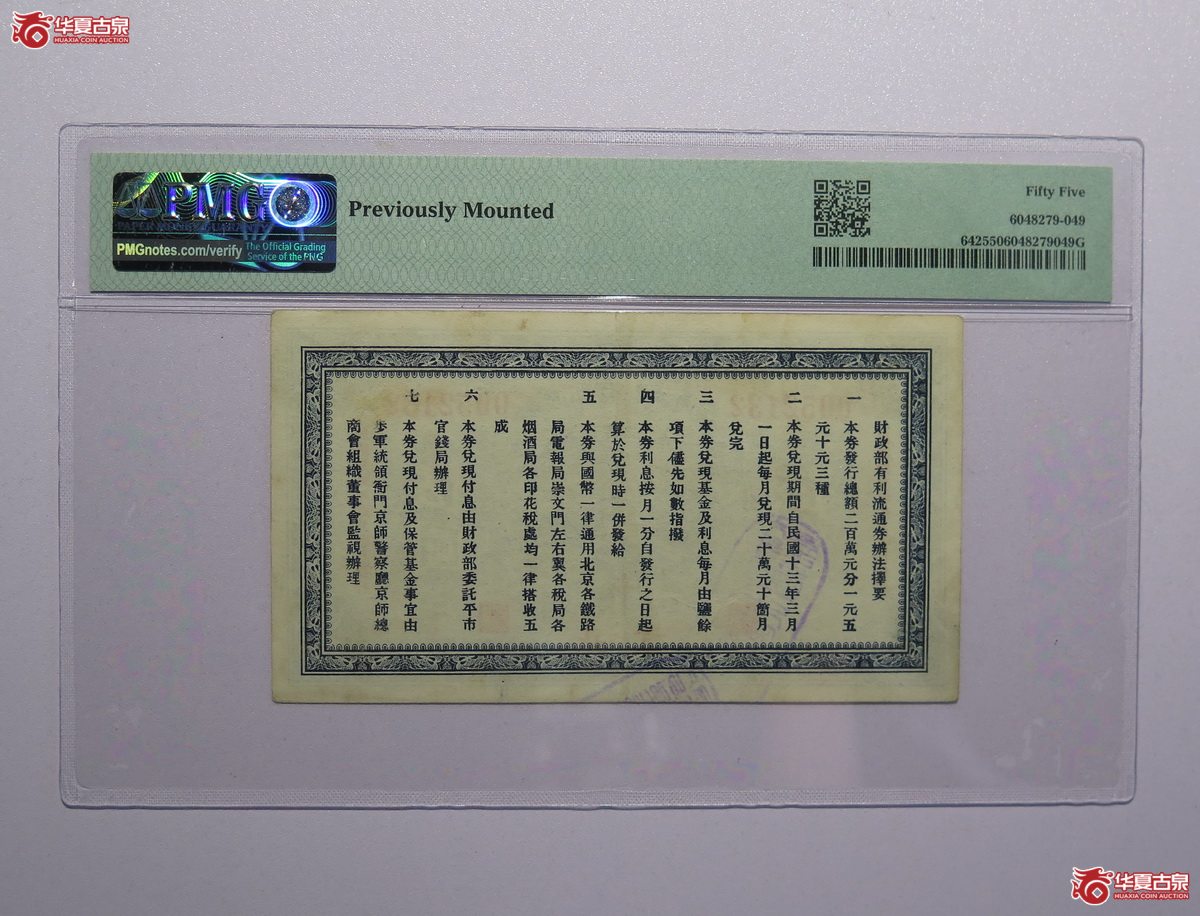 华夏古泉
HUAXIA COIN AUCTION
PMG
PAPER MONEY GUARANTY
PMGnotes.com/verify
The Official Grading
Service of the PNG
Previously Mounted
Fifty Five
6048279-049
6425506048279049G
財政部有利流通券辦法擇要
一 本券發行總額二百萬元分一元五
元十元三種
二 本券兌現期間自民國十三年三月
一日起每月兌現二十萬元十箇月
兌完
三 本券兌現基金及利息每月由鹽餘
項下儘先如數指撥
四 本券利息按月一分自發行之日起
算於兌現時一併發給
五 本券與國幣一律通用北京各鐵路
局電報局崇文門左右翼各稅局各
烟酒局各印花稅處均一律搭收五
成
六 本券兌現付息由財政部委託平市
官錢局辦理
七 本券兌現付息及保管基金事宜由
步軍統領衙門京師警察廳京師總
商會組織董事會監視辦理
华夏古泉
HUAXIA COIN AUCTION